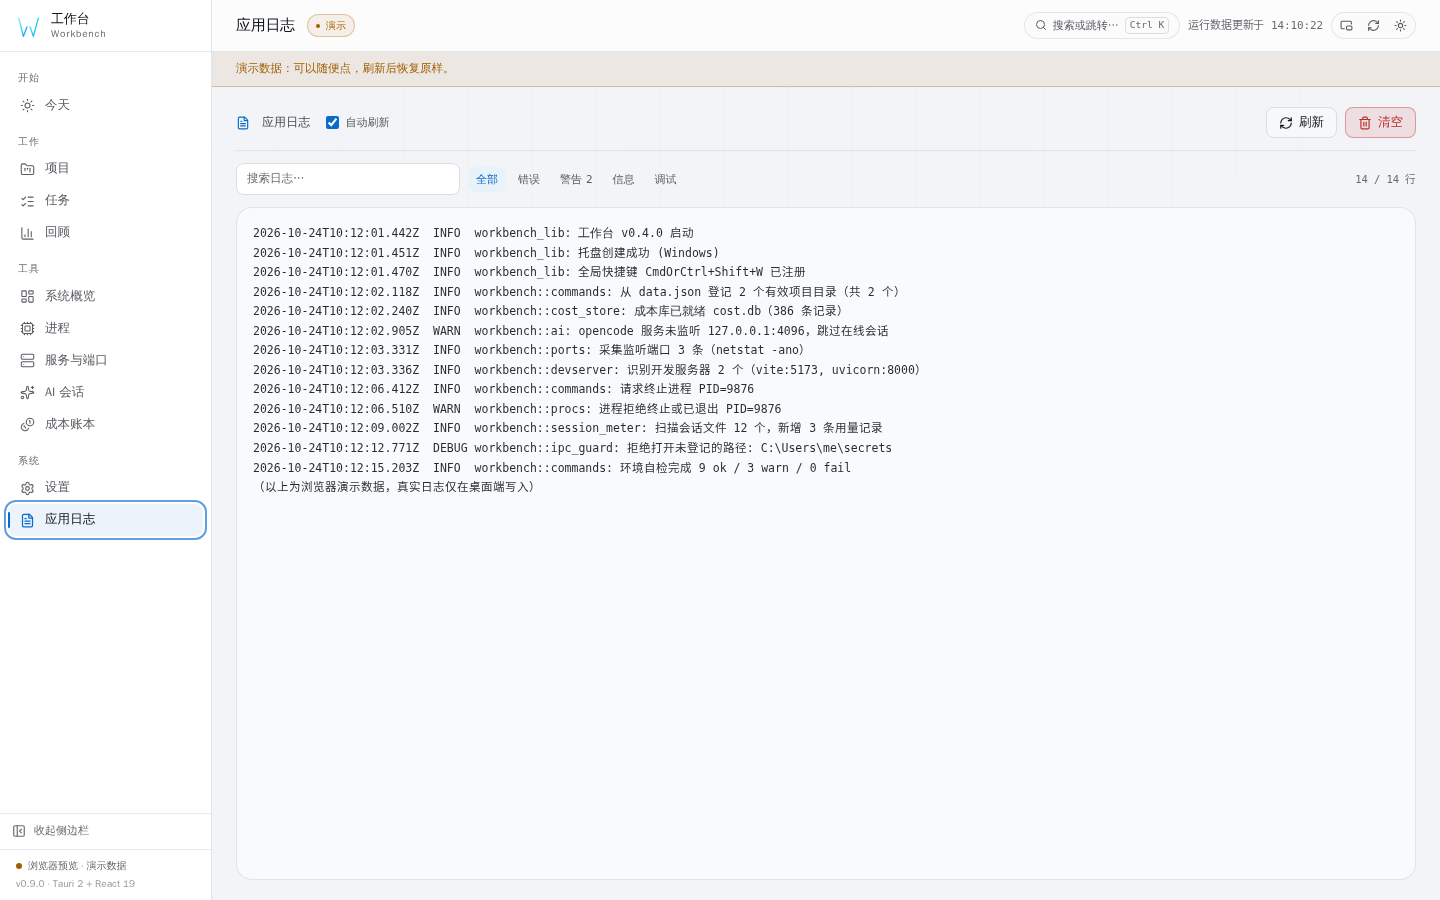 工作台
Workbench
开始
今天
工作
项目
任务
回顾
工具
系统概览
进程
服务与端口
AI 会话
成本账本
系统
设置
应用日志
收起侧边栏
浏览器预览 · 演示数据
v0.9.0 · Tauri 2 + React 19
应用日志
演示
搜索或跳转…
Ctrl K
运行数据更新于 14:10:22
演示数据：可以随便点，刷新后恢复原样。
应用日志
自动刷新
刷新
清空
搜索日志…
全部 错误 警告 2 信息 调试
14 / 14 行
2026-10-24T10:12:01.442Z  INFO  workbench_lib: 工作台 v0.4.0 启动
2026-10-24T10:12:01.451Z  INFO  workbench_lib: 托盘创建成功 (Windows)
2026-10-24T10:12:01.470Z  INFO  workbench_lib: 全局快捷键 CmdOrCtrl+Shift+W 已注册
2026-10-24T10:12:02.118Z  INFO  workbench::commands: 从 data.json 登记 2 个有效项目目录（共 2 个）
2026-10-24T10:12:02.240Z  INFO  workbench::cost_store: 成本库已就绪 cost.db（386 条记录）
2026-10-24T10:12:02.905Z  WARN  workbench::ai: opencode 服务未监听 127.0.0.1:4096，跳过在线会话
2026-10-24T10:12:03.331Z  INFO  workbench::ports: 采集监听端口 3 条（netstat -ano）
2026-10-24T10:12:03.336Z  INFO  workbench::devserver: 识别开发服务器 2 个（vite:5173, uvicorn:8000）
2026-10-24T10:12:06.412Z  INFO  workbench::commands: 请求终止进程 PID=9876
2026-10-24T10:12:06.510Z  WARN  workbench::procs: 进程拒绝终止或已退出 PID=9876
2026-10-24T10:12:09.002Z  INFO  workbench::session_meter: 扫描会话文件 12 个，新增 3 条用量记录
2026-10-24T10:12:12.771Z  DEBUG workbench::ipc_guard: 拒绝打开未登记的路径: C:\Users\me\secrets
2026-10-24T10:12:15.203Z  INFO  workbench::commands: 环境自检完成 9 ok / 3 warn / 0 fail
（以上为浏览器演示数据，真实日志仅在桌面端写入）